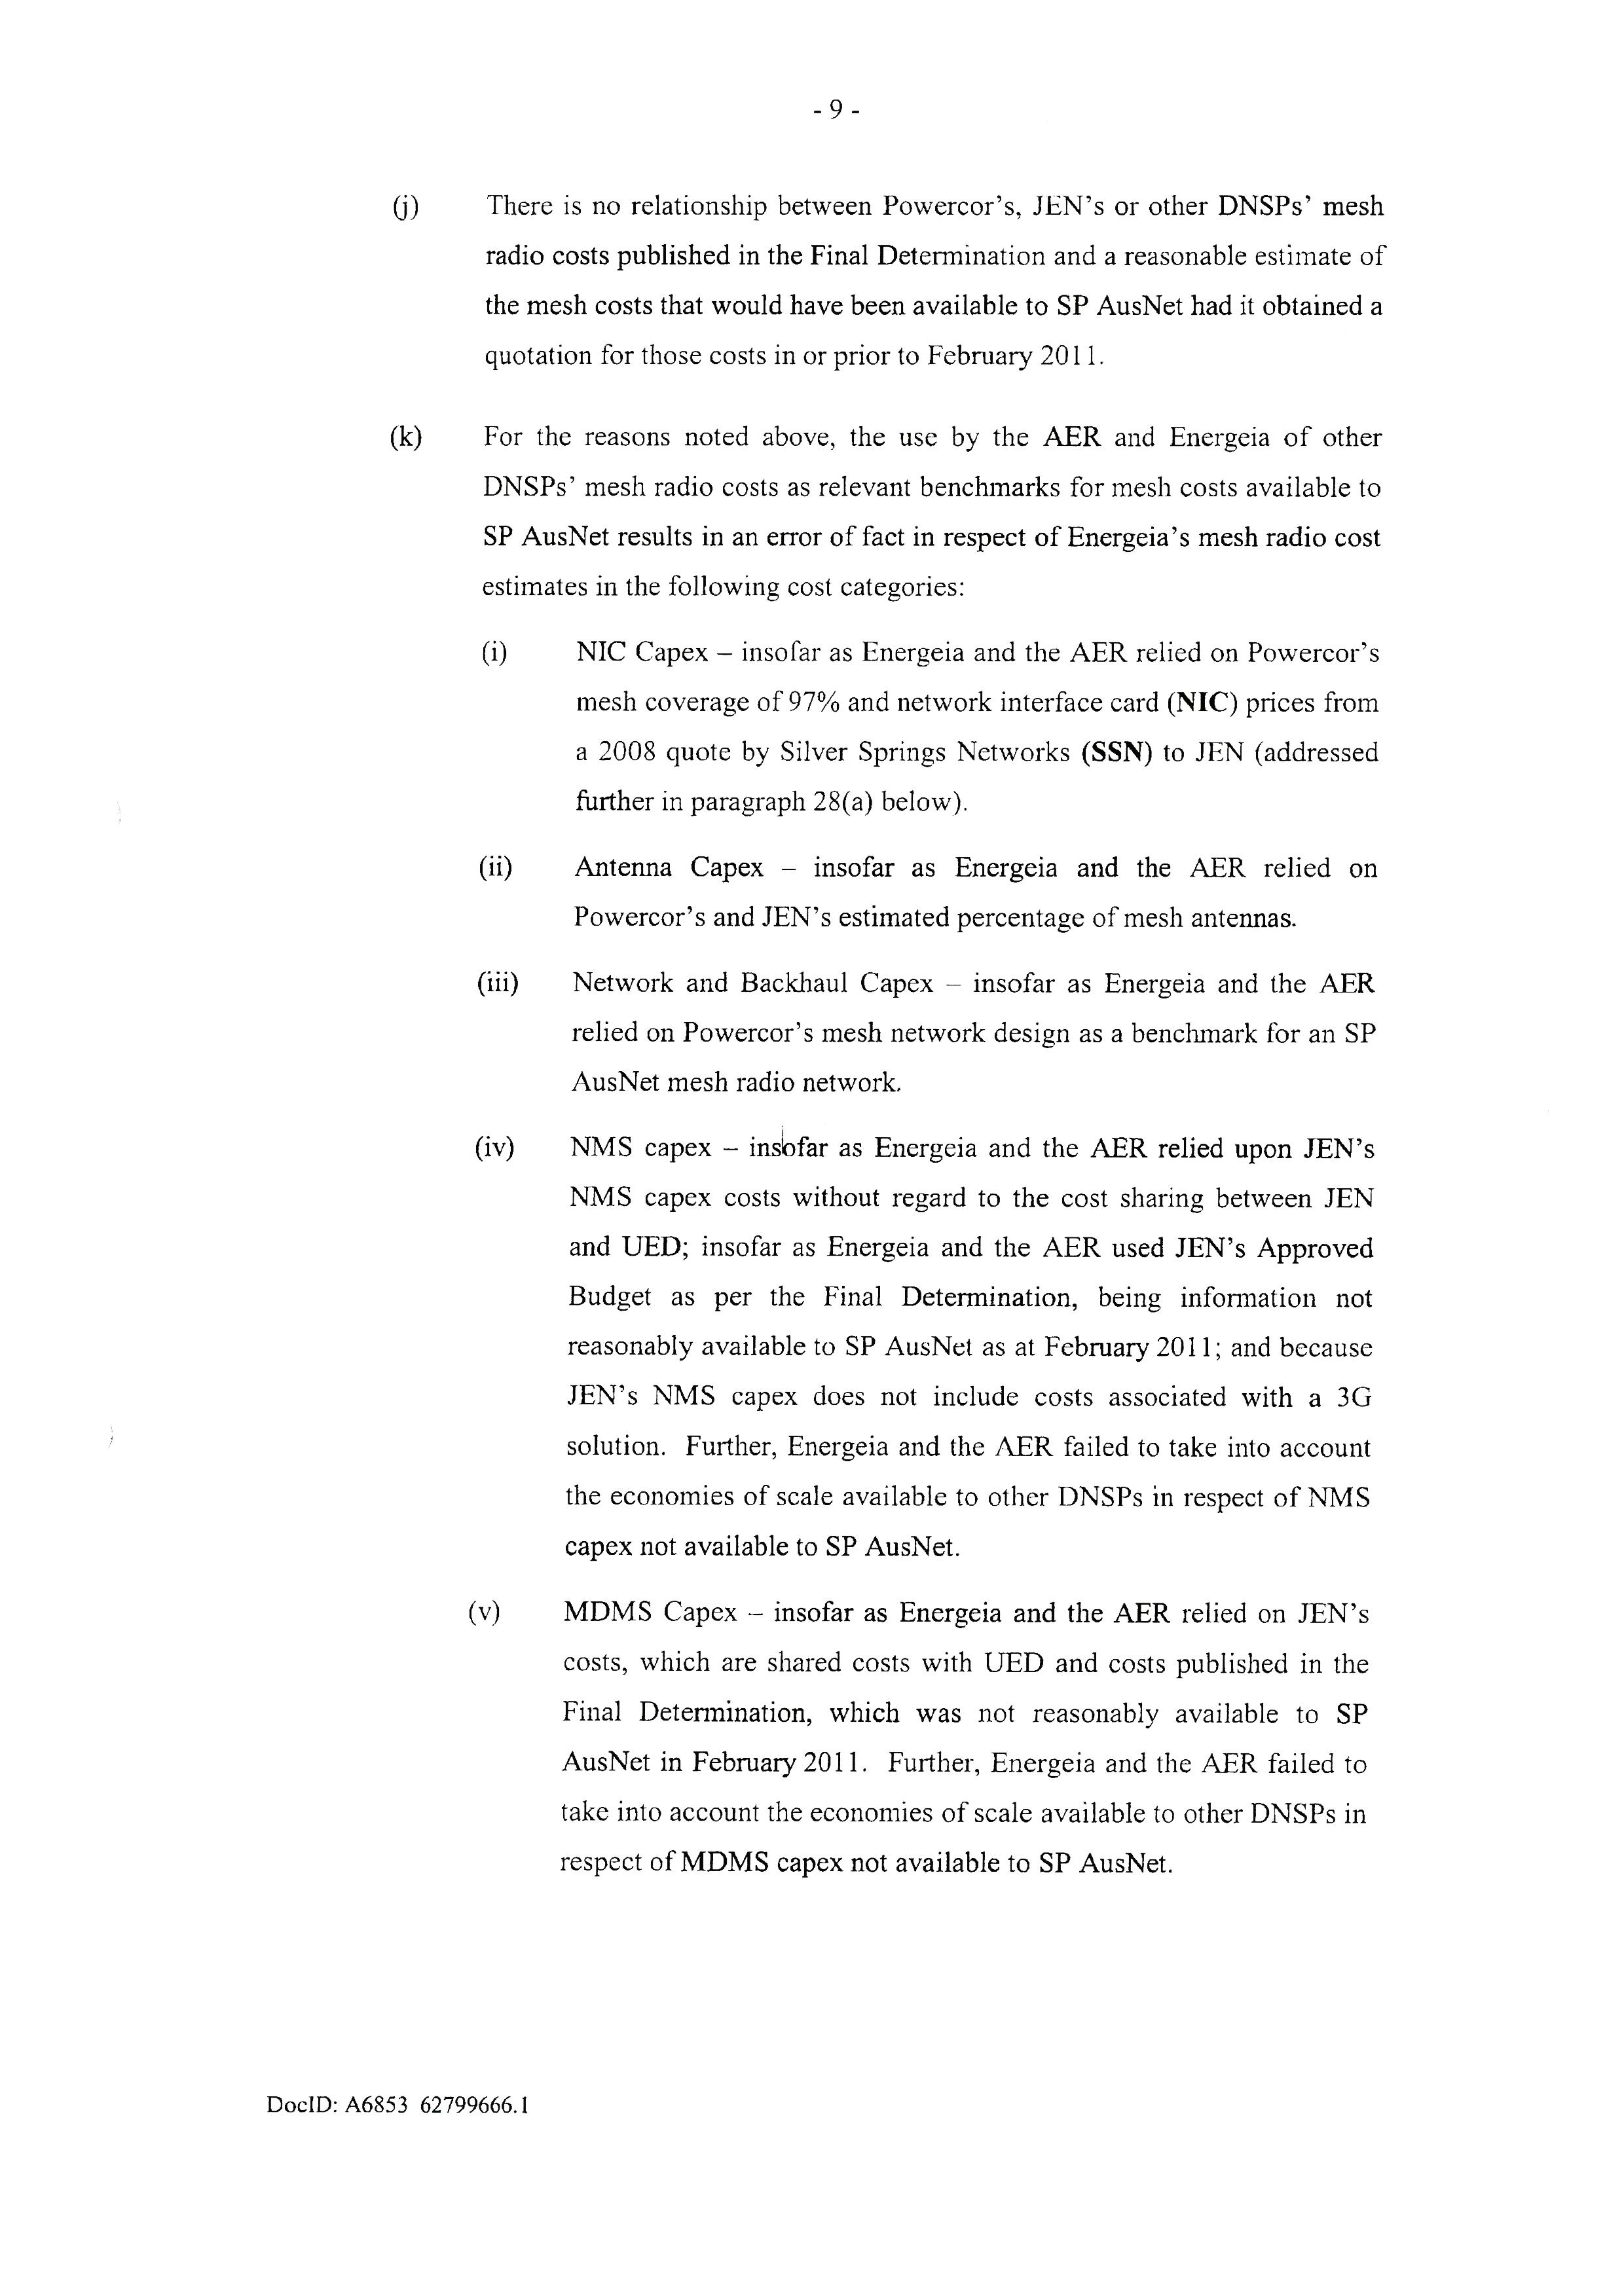 - 9 -
(j) There is no relationship between Powercor's, JEN's or other DNSPs' mesh
radio costs published in the Final Determination and a reasonable estimate of
the mesh costs that would have been available to SP AusNet had it obtained a
quotation for those costs in or prior to February 2011.
(k) For the reasons noted above, the use by the AER and Energeia of other
DNSPs' mesh radio costs as relevant benchmarks for mesh costs available to
SP AusNet results in an error of fact in respect of Energeia's mesh radio cost
estimates in the following cost categories:
(i) NIC Capex – insofar as Energeia and the AER relied on Powercor's
mesh coverage of 97% and network interface card (NIC) prices from
a 2008 quote by Silver Springs Networks (SSN) to JEN (addressed
further in paragraph 28(a) below).
(ii) Antenna Capex – insofar as Energeia and the AER relied on
Powercor's and JEN's estimated percentage of mesh antennas.
(iii) Network and Backhaul Capex – insofar as Energeia and the AER
relied on Powercor's mesh network design as a benchmark for an SP
AusNet mesh radio network.
(iv) NMS capex – insofar as Energeia and the AER relied upon JEN's
NMS capex costs without regard to the cost sharing between JEN
and UED; insofar as Energeia and the AER used JEN's Approved
Budget as per the Final Determination, being information not
reasonably available to SP AusNet as at February 2011; and because
JEN's NMS capex does not include costs associated with a 3G
solution. Further, Energeia and the AER failed to take into account
the economies of scale available to other DNSPs in respect of NMS
capex not available to SP AusNet.
(v) MDMS Capex – insofar as Energeia and the AER relied on JEN's
costs, which are shared costs with UED and costs published in the
Final Determination, which was not reasonably available to SP
AusNet in February 2011. Further, Energeia and the AER failed to
take into account the economies of scale available to other DNSPs in
respect of MDMS capex not available to SP AusNet.
DocID: A6853 62799666.1